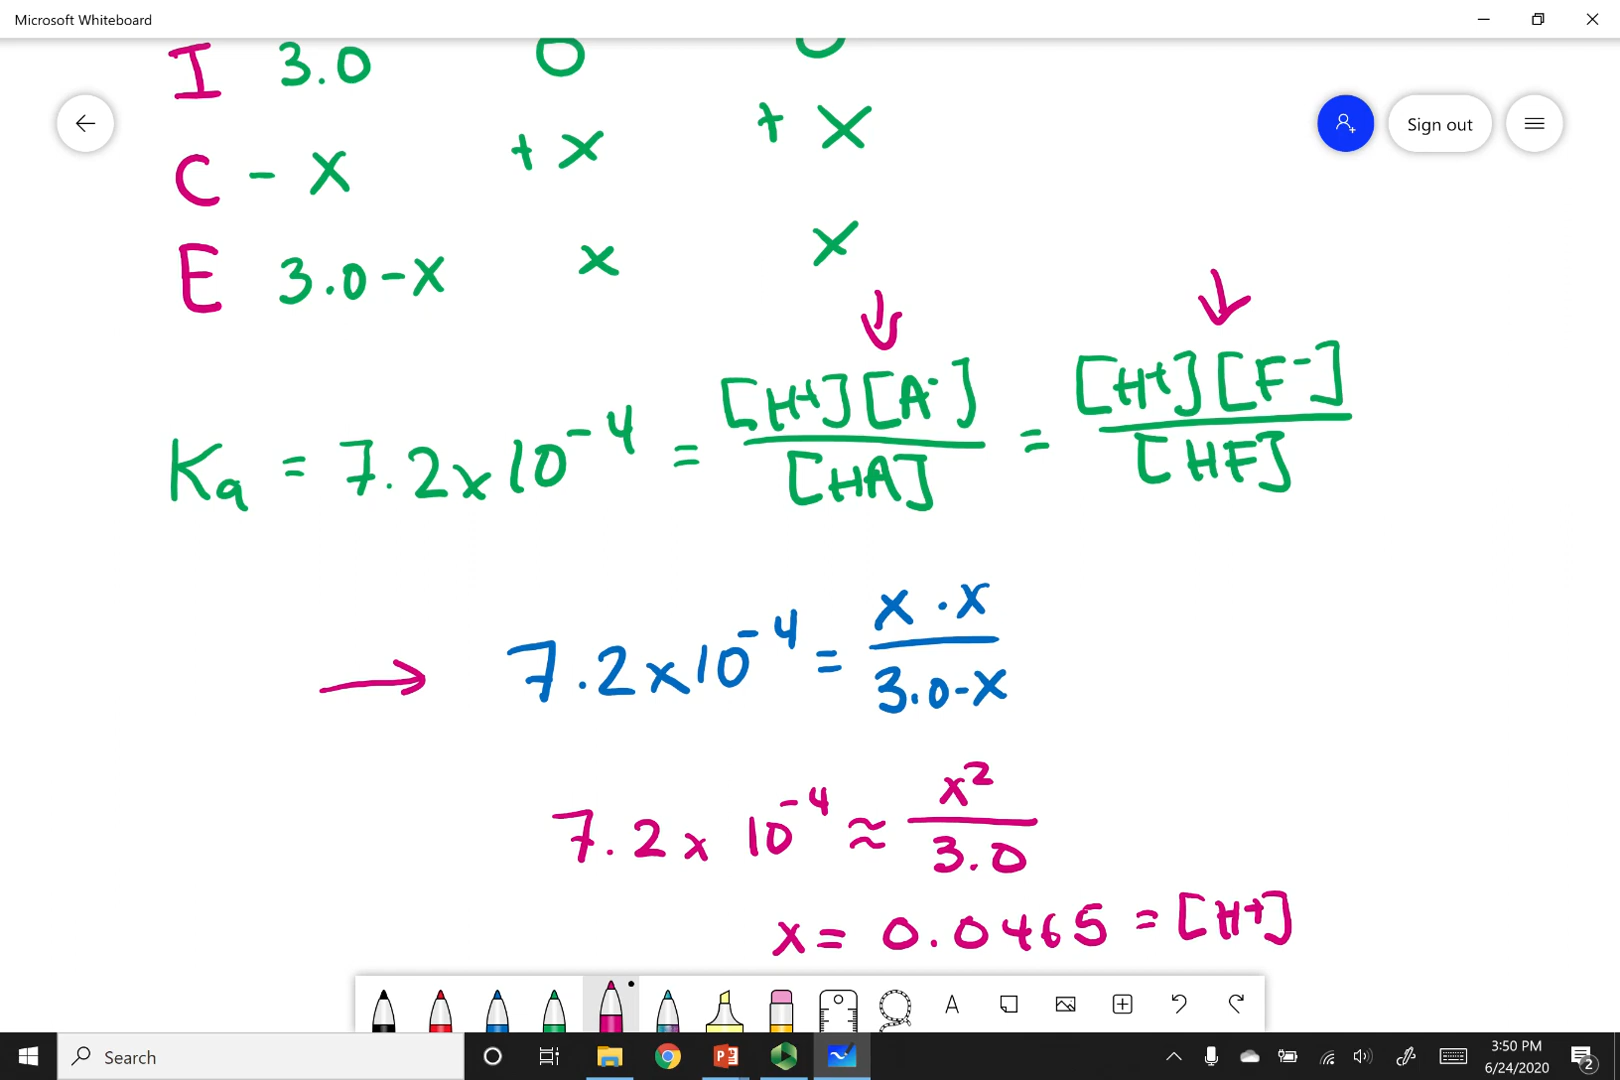 Microsoft Whiteboard
I 3.0 0 0
C - x + x + x
E 3.0-x x x
Sign out
Ka = 7.2x10⁻⁴ = [H+][A-]/[HA] = [H+][F-]/[HF]
7.2x10⁻⁴ = x · x/3.0-x
7.2 x 10⁻⁴ ≈ x²/3.0
x = 0.0465 = [H+]
A
Search
3:50 PM
6/24/2020
2